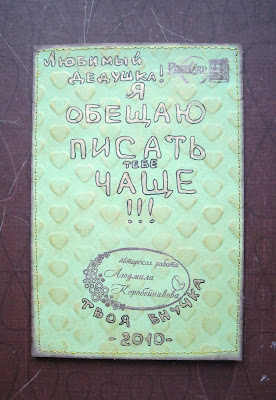 Любимый
дедушка!
Я
ОБЕЩАЮ
ПИСАТЬ
ТЕБЕ
ЧАЩЕ
!!!
Авторская работа
Людмила
Коробейникова
ТВОЯ ВНУЧКА
-2010-